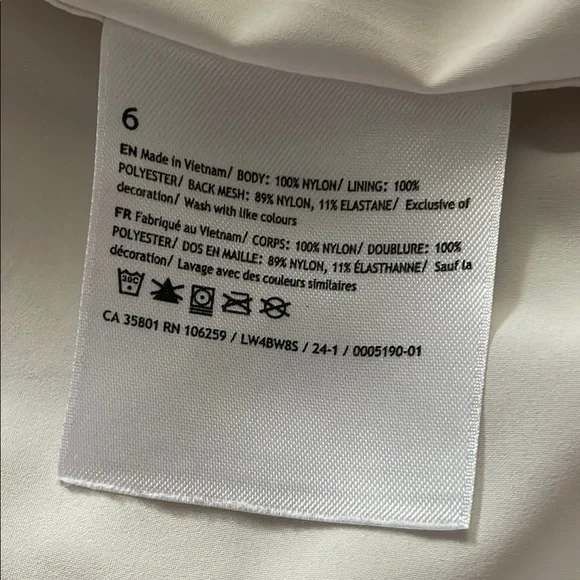 6
EN Made in Vietnam/ BODY: 100% NYLON/ LINING: 100%
POLYESTER/ BACK MESH: 89% NYLON, 11% ELASTANE/ Exclusive of
decoration/ Wash with like colours
FR Fabriqué au Vietnam/ CORPS: 100% NYLON/ DOUBLURE: 100%
POLYESTER/ DOS EN MAILLE: 89% NYLON, 11% ÉLASTHANNE/ Sauf la
décoration/ Lavage avec des couleurs similaires
30C
CA 35801 RN 106259 / LW4BW8S / 24-1 / 0005190-01